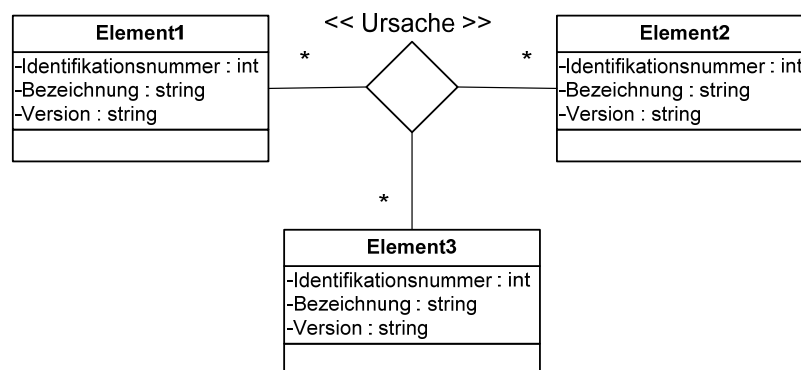 << Ursache >>
Element1
-Identifikationsnummer : int
-Bezeichnung : string
-Version : string
*
*
Element2
-Identifikationsnummer : int
-Bezeichnung : string
-Version : string
*
Element3
-Identifikationsnummer : int
-Bezeichnung : string
-Version : string